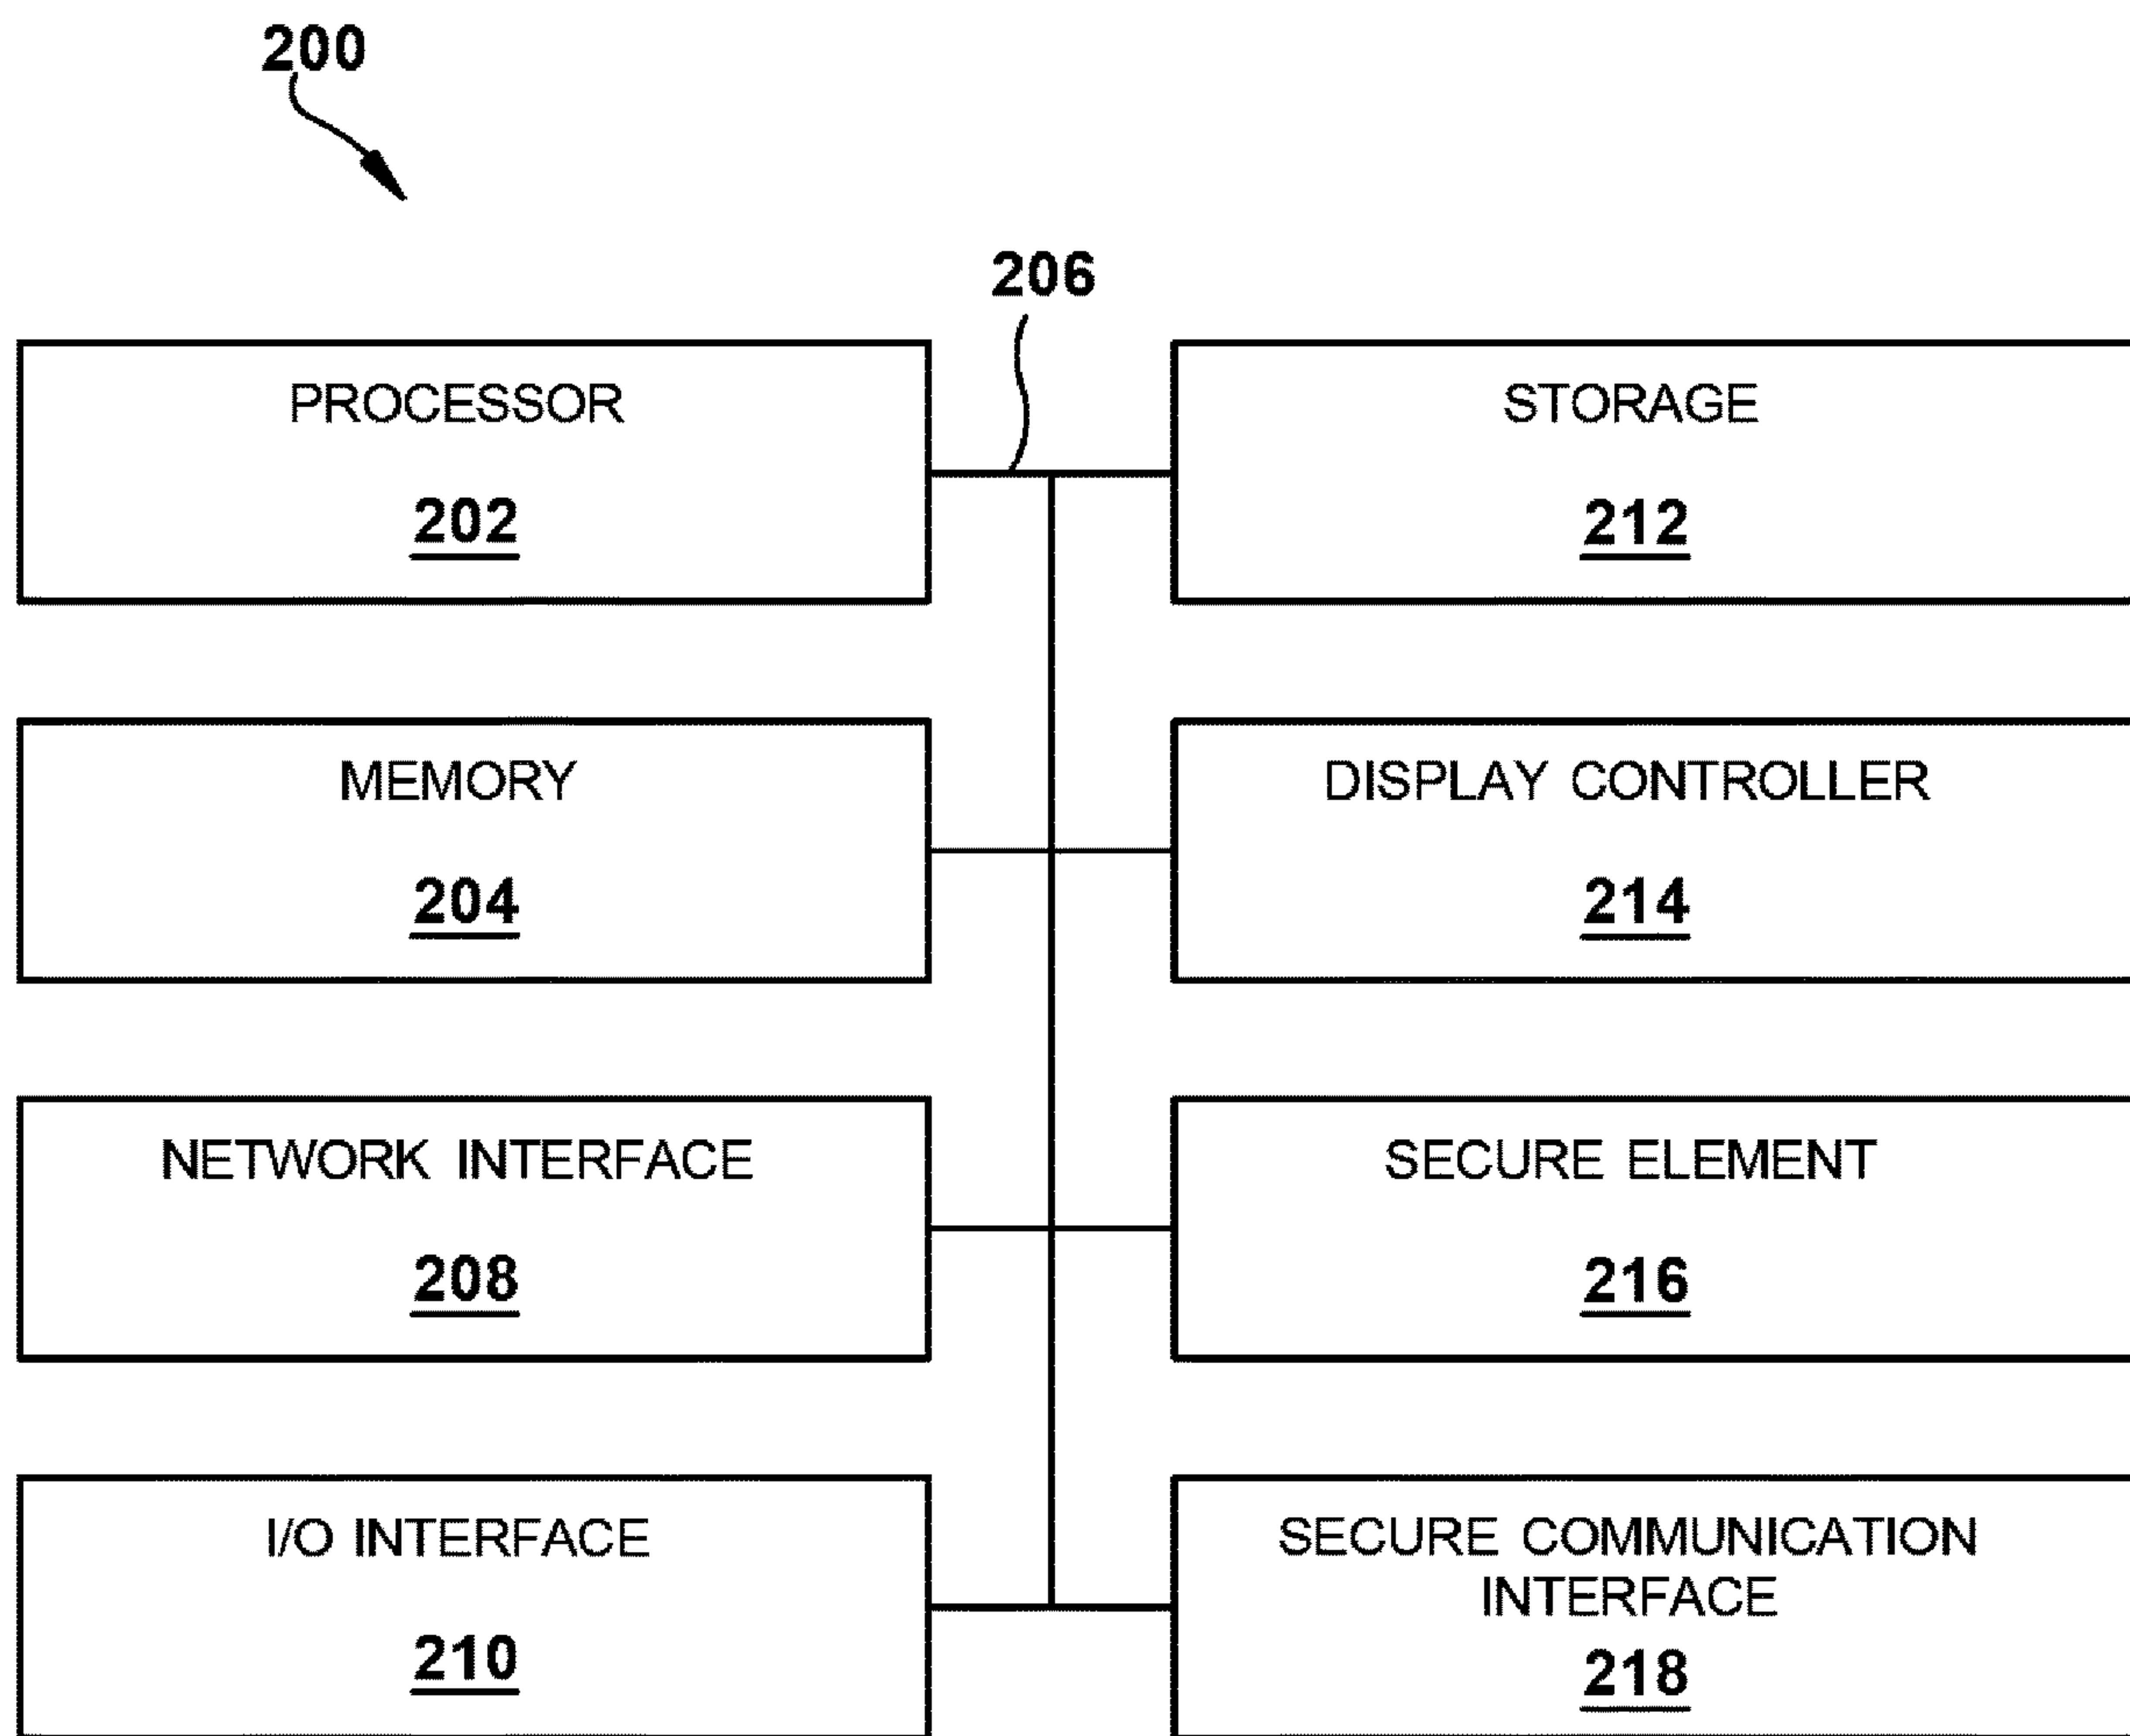 200
206
PROCESSOR
202
STORAGE
212
MEMORY
204
DISPLAY CONTROLLER
214
NETWORK INTERFACE
208
SECURE ELEMENT
216
I/O INTERFACE
210
SECURE COMMUNICATION
INTERFACE
218